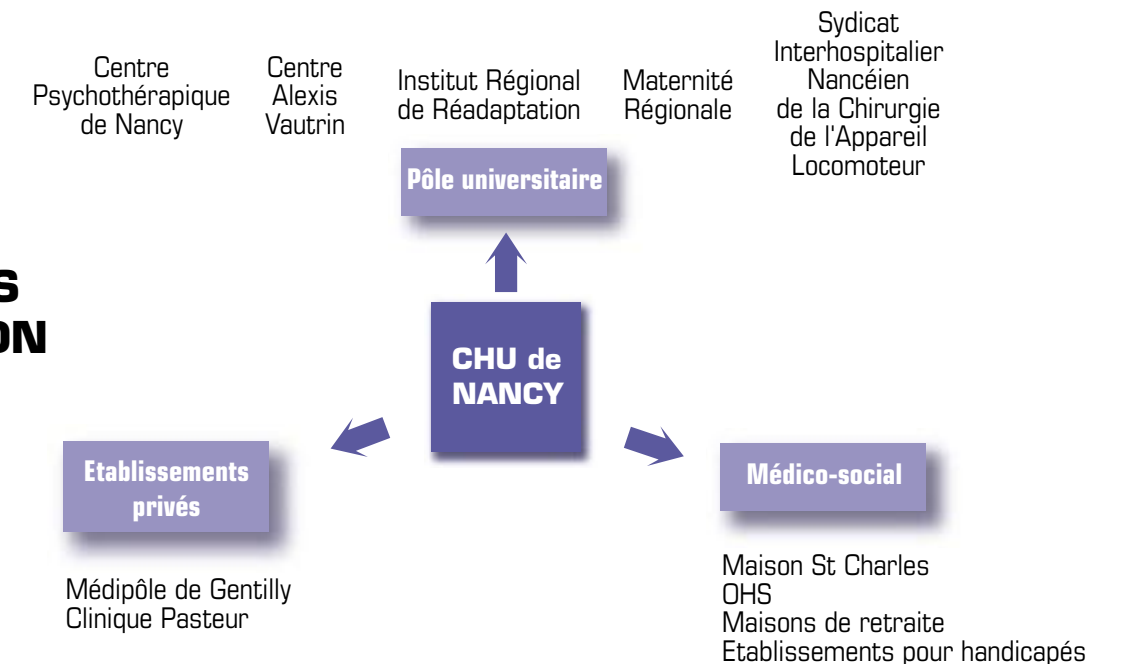 Centre
Psychothérapique
de Nancy
Centre
Alexis
Vautrin
Institut Régional
de Réadaptation
Maternité
Régionale
Sydicat
Interhospitalier
Nancéien
de la Chirurgie
de l'Appareil
Locomoteur
Pôle universitaire
S
ON
CHU de
NANCY
Etablissements
privés
Médipôle de Gentilly
Clinique Pasteur
Médico-social
Maison St Charles
OHS
Maisons de retraite
Etablissements pour handicapés